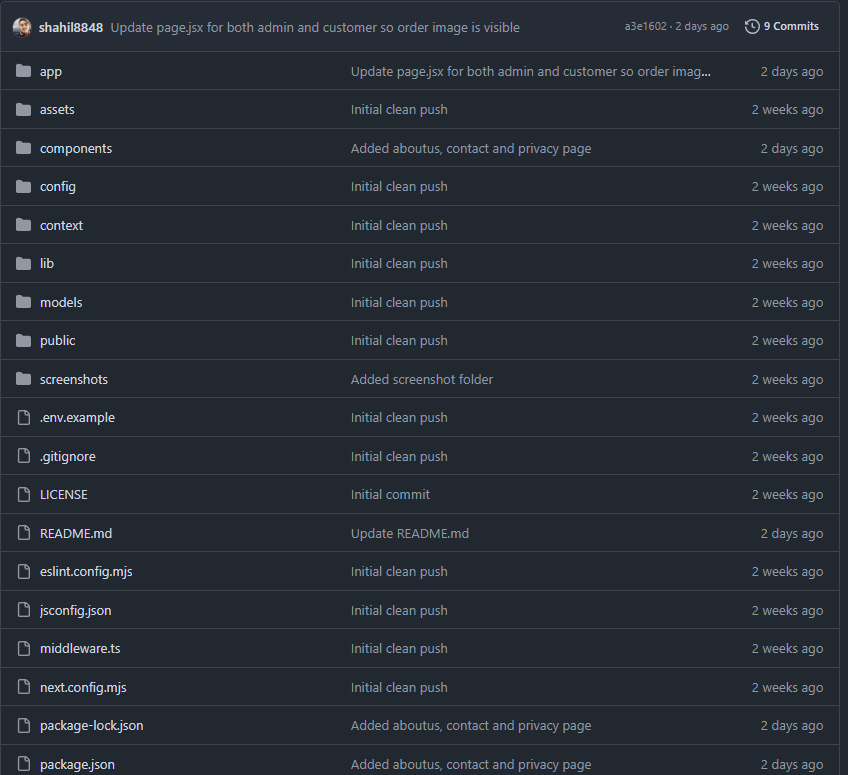 shahil8848 Update page.jsx for both admin and customer so order image is visible a3e1602 · 2 days ago 9 Commits
app Update page.jsx for both admin and customer so order imag... 2 days ago
assets Initial clean push 2 weeks ago
components Added aboutus, contact and privacy page 2 days ago
config Initial clean push 2 weeks ago
context Initial clean push 2 weeks ago
lib Initial clean push 2 weeks ago
models Initial clean push 2 weeks ago
public Initial clean push 2 weeks ago
screenshots Added screenshot folder 2 weeks ago
.env.example Initial clean push 2 weeks ago
.gitignore Initial clean push 2 weeks ago
LICENSE Initial commit 2 weeks ago
README.md Update README.md 2 days ago
eslint.config.mjs Initial clean push 2 weeks ago
jsconfig.json Initial clean push 2 weeks ago
middleware.ts Initial clean push 2 weeks ago
next.config.mjs Initial clean push 2 weeks ago
package-lock.json Added aboutus, contact and privacy page 2 days ago
package.json Added aboutus, contact and privacy page 2 days ago